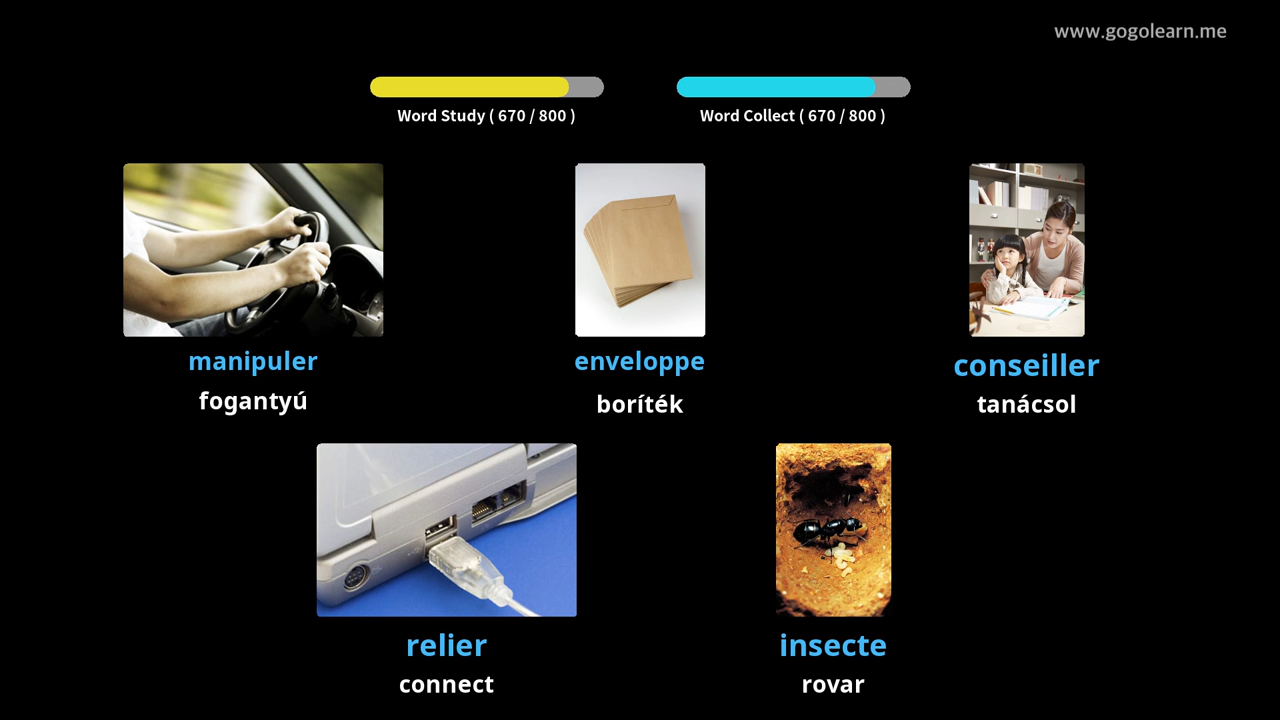 www.gogolearn.me
Word Study ( 670 / 800 )
Word Collect ( 670 / 800 )
manipuler
fogantyú
enveloppe
boríték
conseiller
tanácsol
relier
connect
insecte
rovar